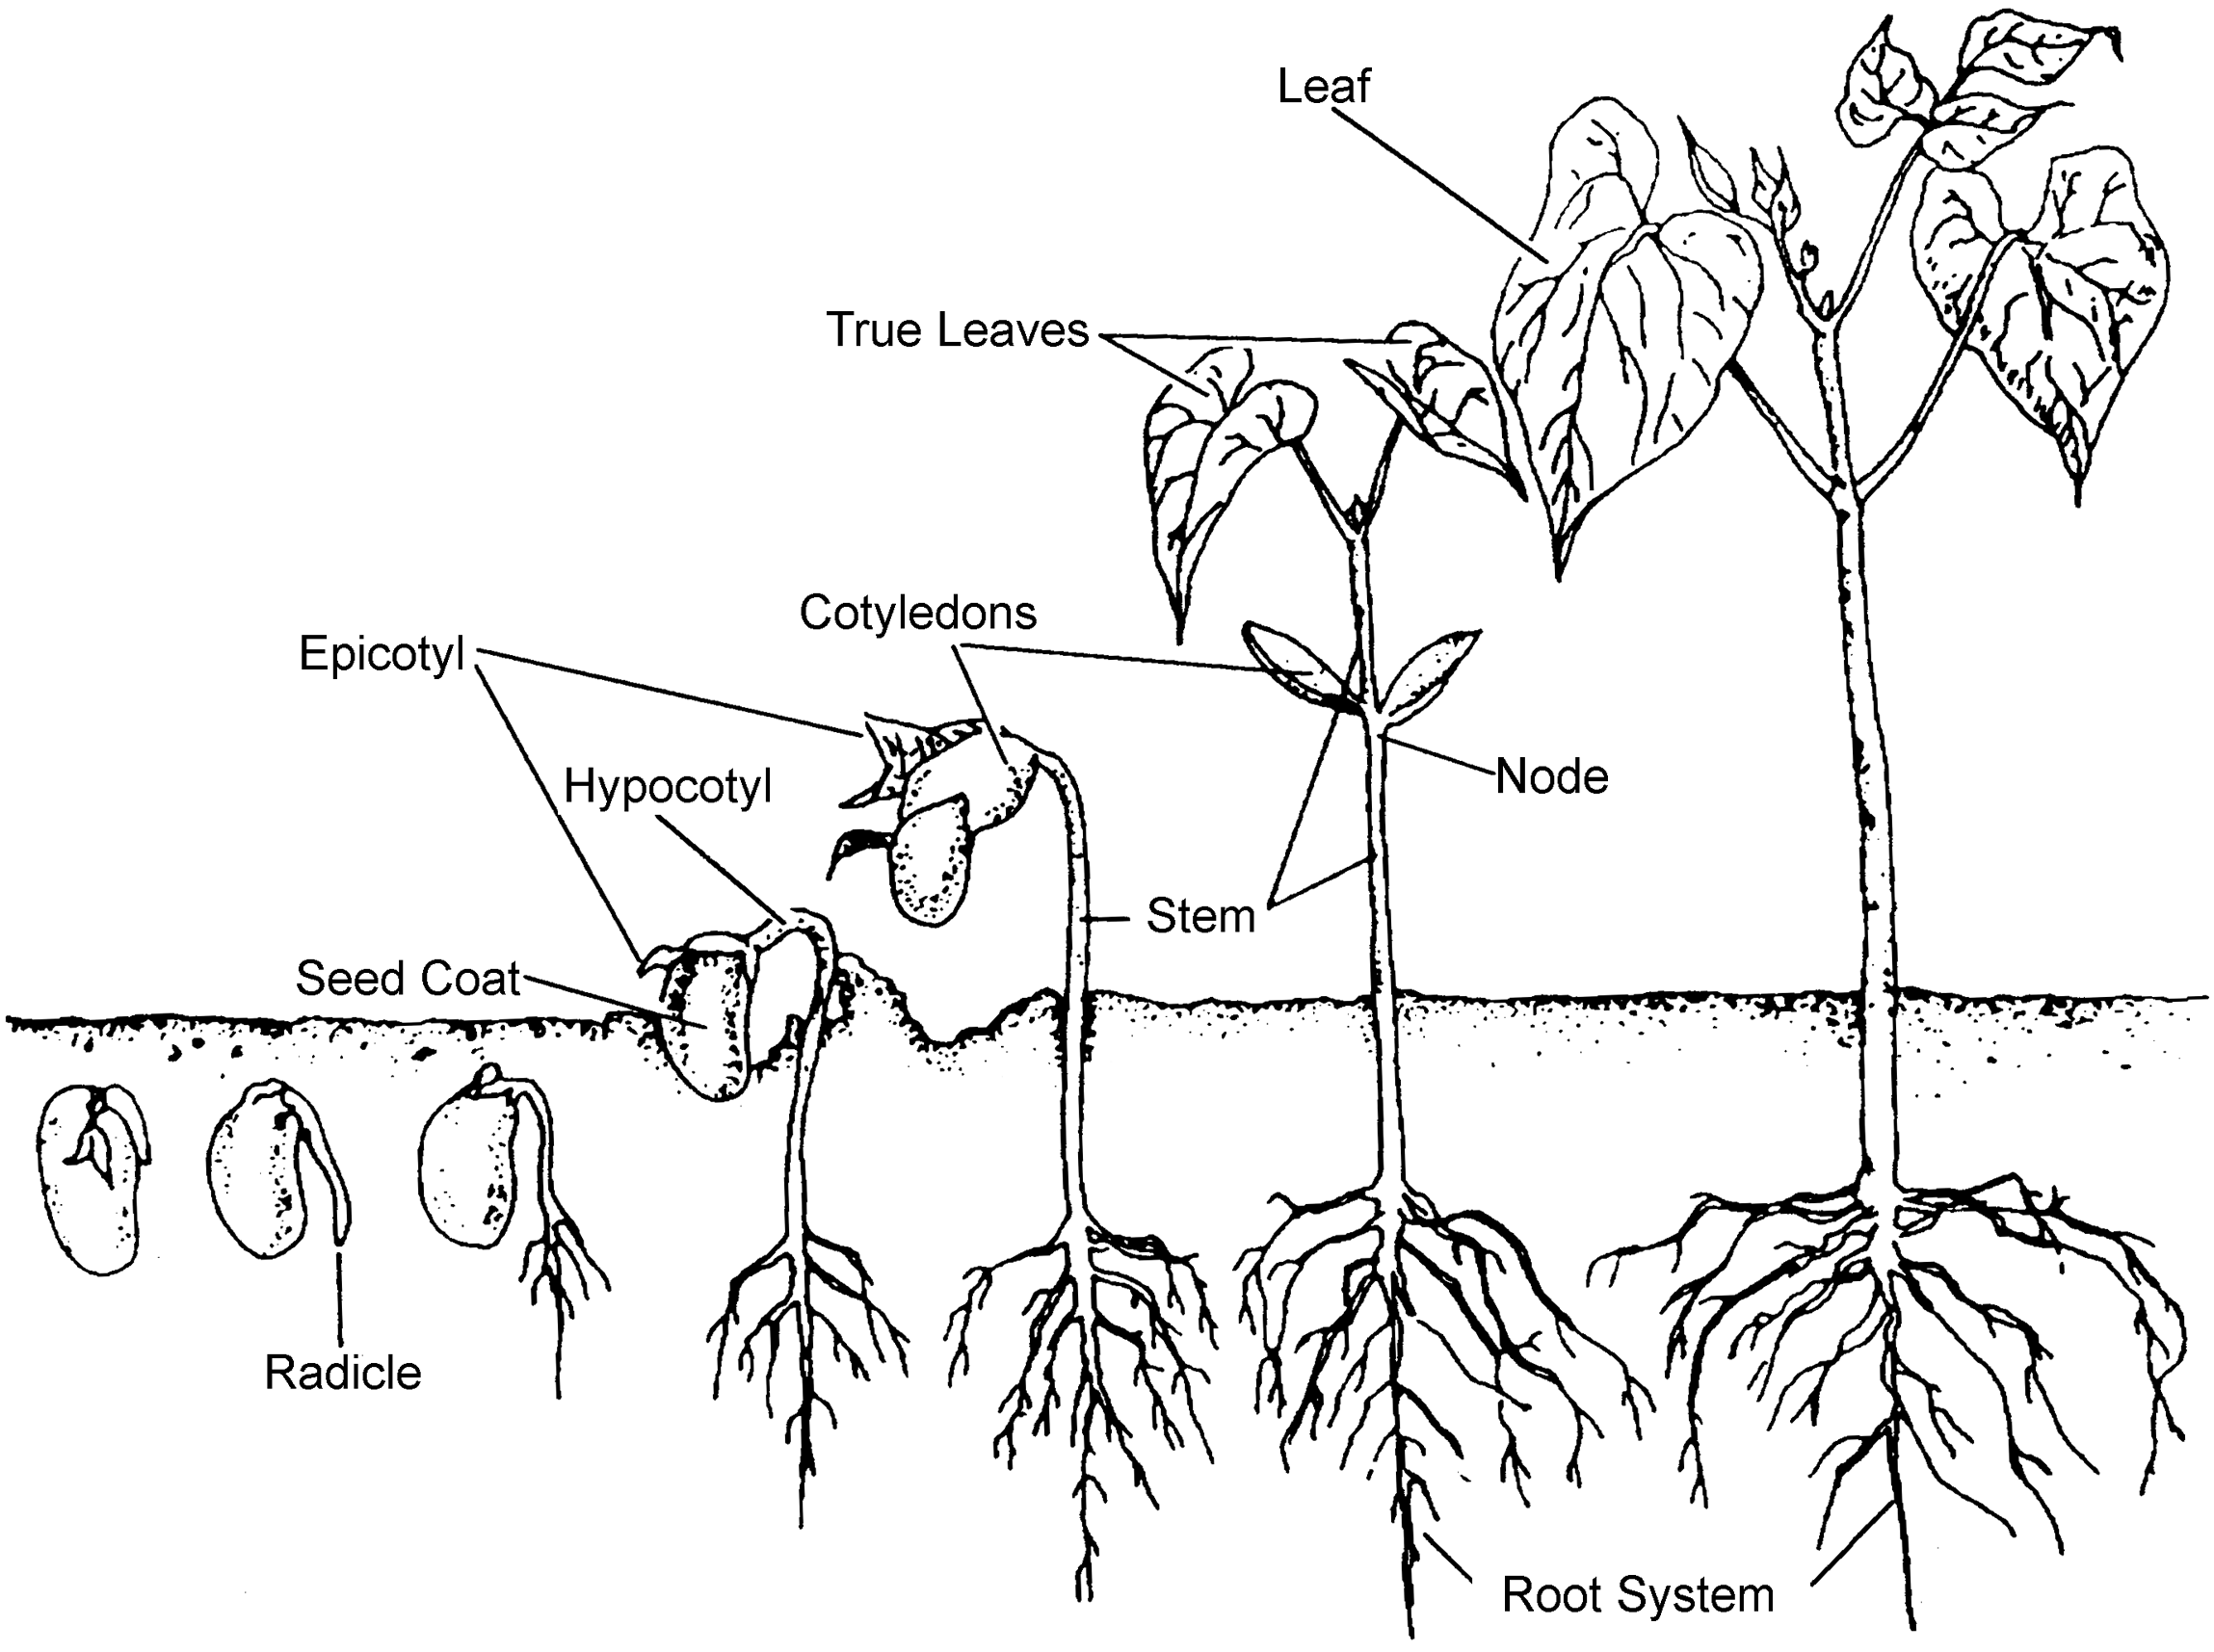 Leaf
True Leaves
Cotyledons
Epicotyl
Hypocotyl
Node
Stem
Seed Coat
Radicle
Root System